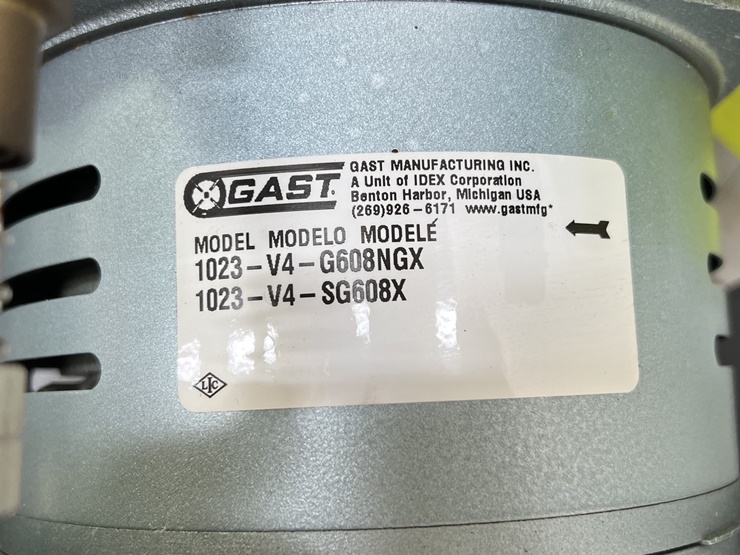 GAST
GAST MANUFACTURING INC.
A Unit of IDEX Corporation
Benton Harbor, Michigan USA
(269)926-6171 www.gastmfg*
MODEL MODELO MODELÉ
1023-V4-G608NGX
1023-V4-SG608X
LIC